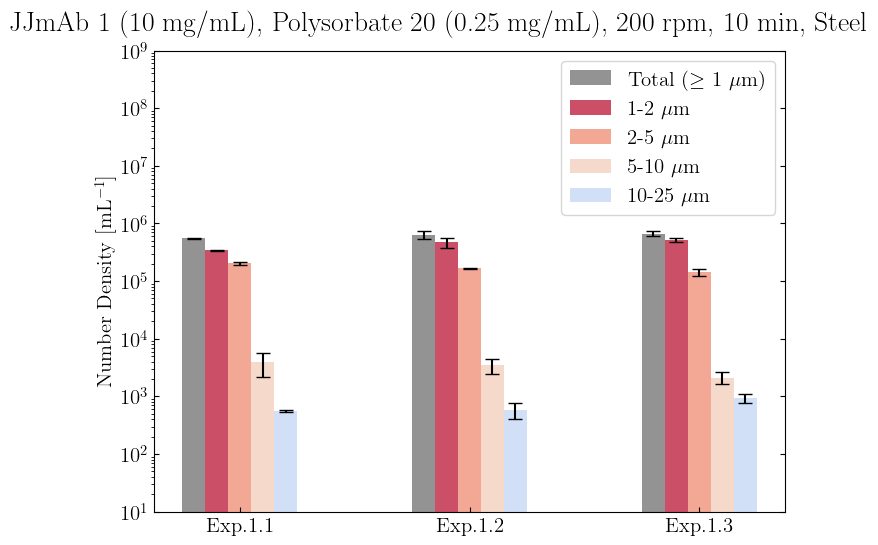 JJmAb 1 (10 mg/mL), Polysorbate 20 (0.25 mg/mL), 200 rpm, 10 min, Steel
Number Density [mL⁻¹]
10⁹
10⁸
10⁷
10⁶
10⁵
10⁴
10³
10²
10¹
Total (≥ 1 μm)
1-2 μm
2-5 μm
5-10 μm
10-25 μm
Exp.1.1
Exp.1.2
Exp.1.3